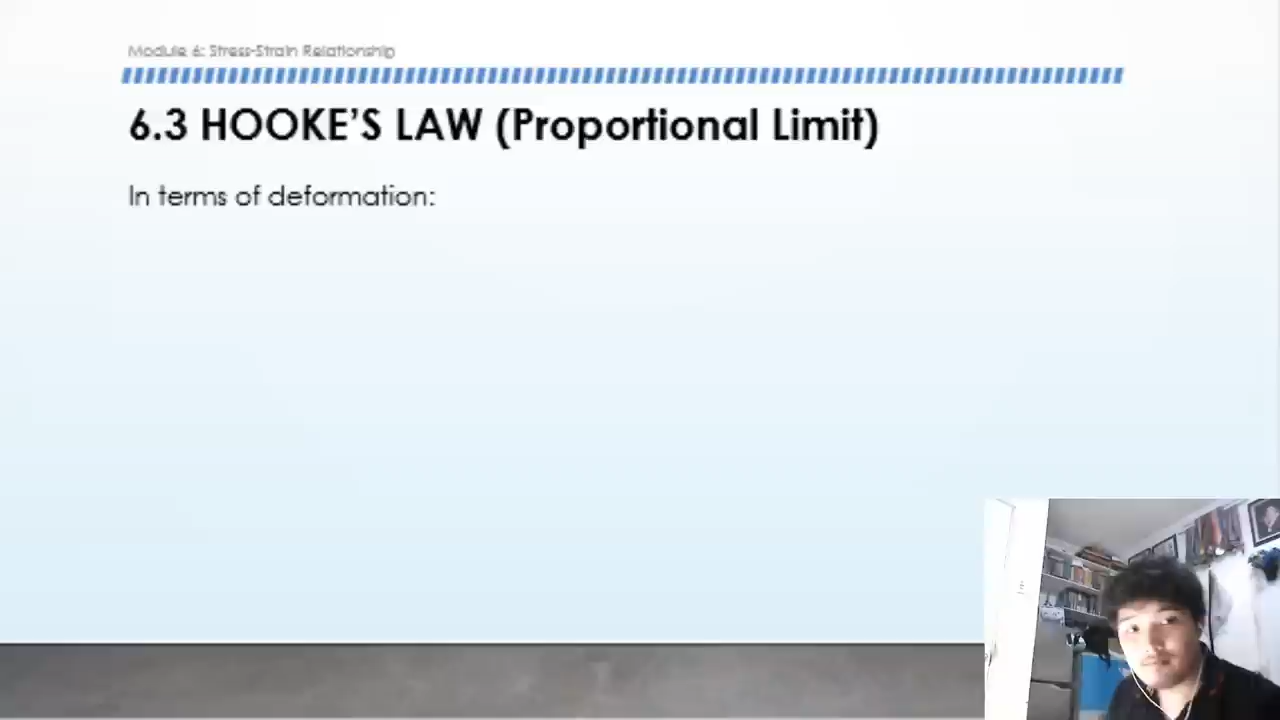 Module 6: Stress-Strain Relationship
6.3 HOOKE’S LAW (Proportional Limit)
In terms of deformation: